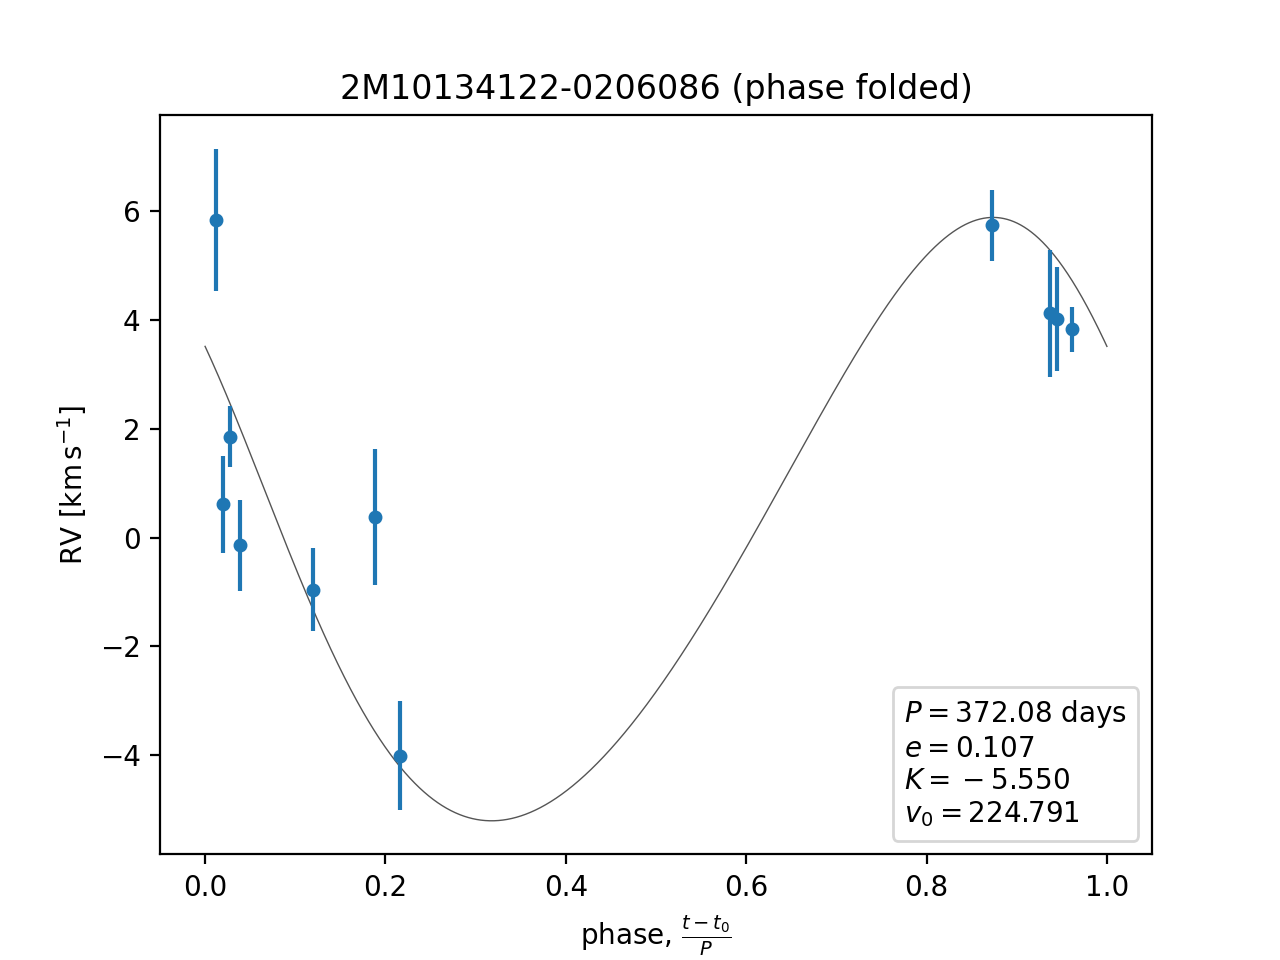 2M10134122-0206086 (phase folded)
RV [km s⁻¹]
6
4
2
0
−2
−4
P = 372.08 days
e = 0.107
K = −5.550
v₀ = 224.791
0.0 0.2 0.4 0.6 0.8 1.0
phase, (t − t₀)/P